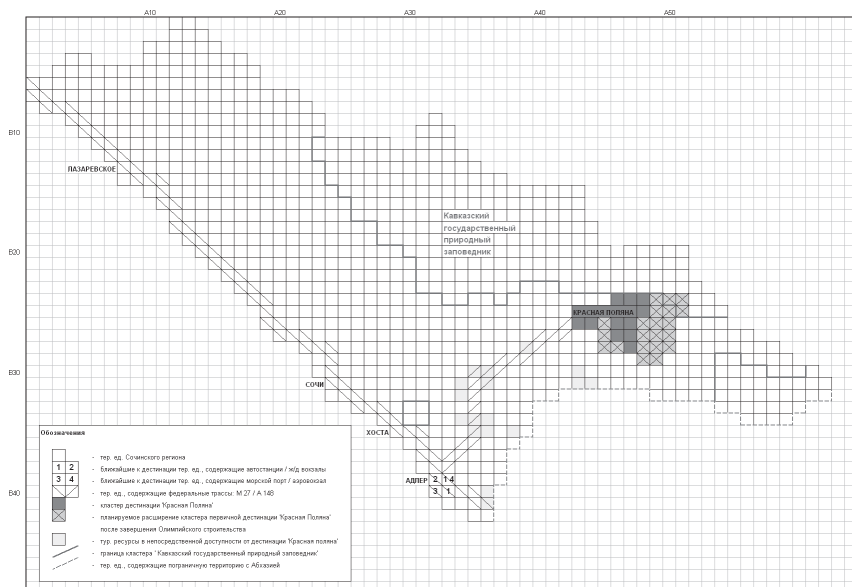 A10 A20 A30 A40 A50
B10
ЛАЗАРЕВСКОЕ
Кавказский
государственный
природный
заповедник
B20
КРАСНАЯ ПОЛЯНА
B30
СОЧИ
ХОСТА
АДЛЕР
2 1 4
3 1
B40
Обозначения
- тер. ед. Сочинского региона
1 2 - ближайшие к дестинации тер. ед., содержащие автостанции / ж/д вокзалы
3 4 - ближайшие к дестинации тер. ед., содержащие морской порт / аэровокзал
- тер. ед., содержащие федеральные трассы: М 27 / А 148
- кластер дестинации 'Красная Поляна'
- планируемое расширение кластера первичной дестинации 'Красная Поляна'
после завершения Олимпийского строительства
- тур. ресурсы в непосредственной доступности от дестинации 'Красная поляна'
- граница кластера ' Кавказский государственный природный заповедник'
- тер. ед., содержащие пограничную территорию с Абхазией